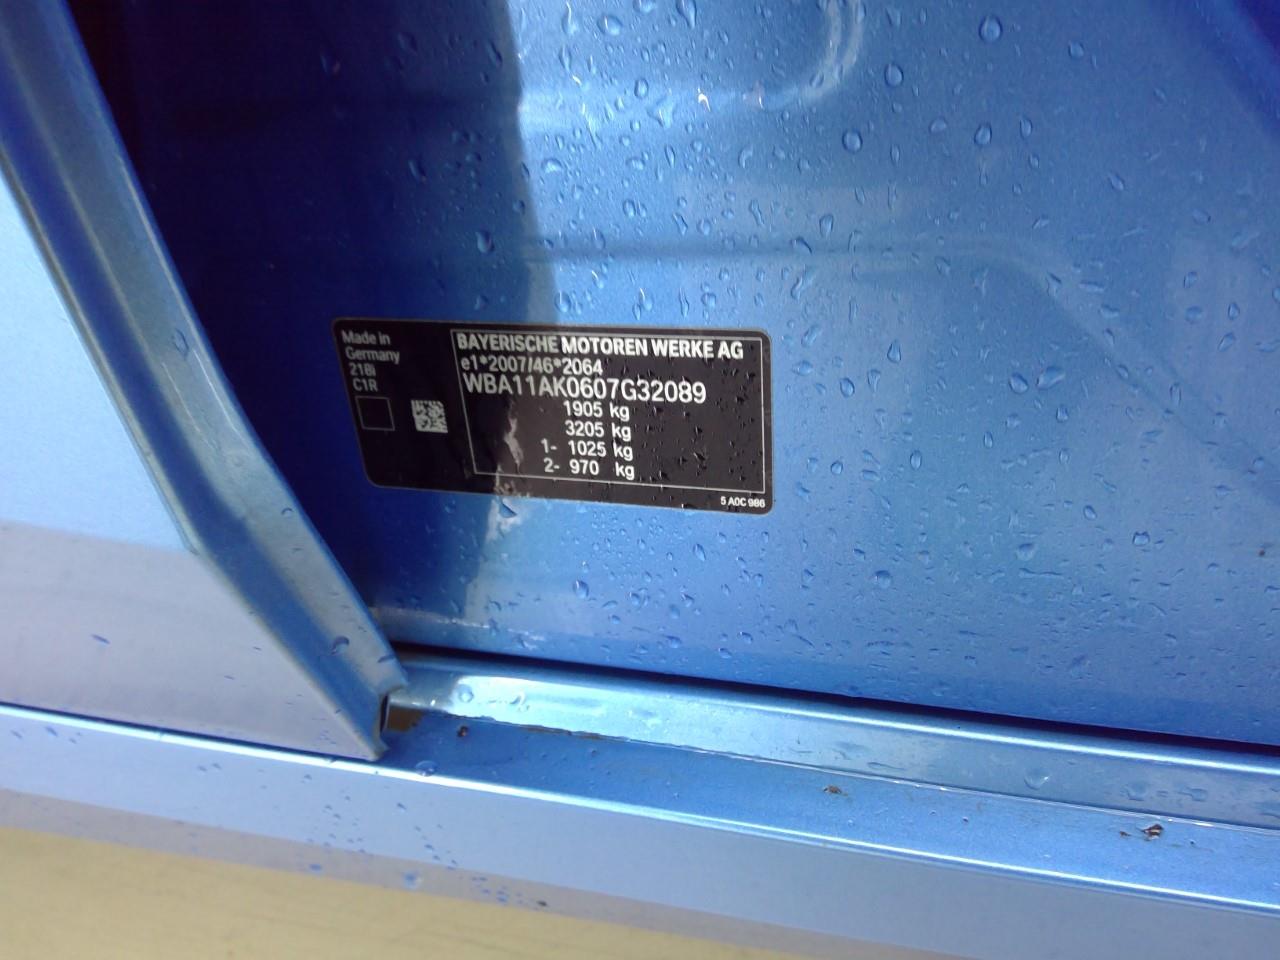 Made in
Germany
218i
C1R
BAYERISCHE MOTOREN WERKE AG
e1*2007/46*2064
WBA11AK0607G32089
1905 kg
3205 kg
1- 1025 kg
2- 970 kg
5 A0C 986